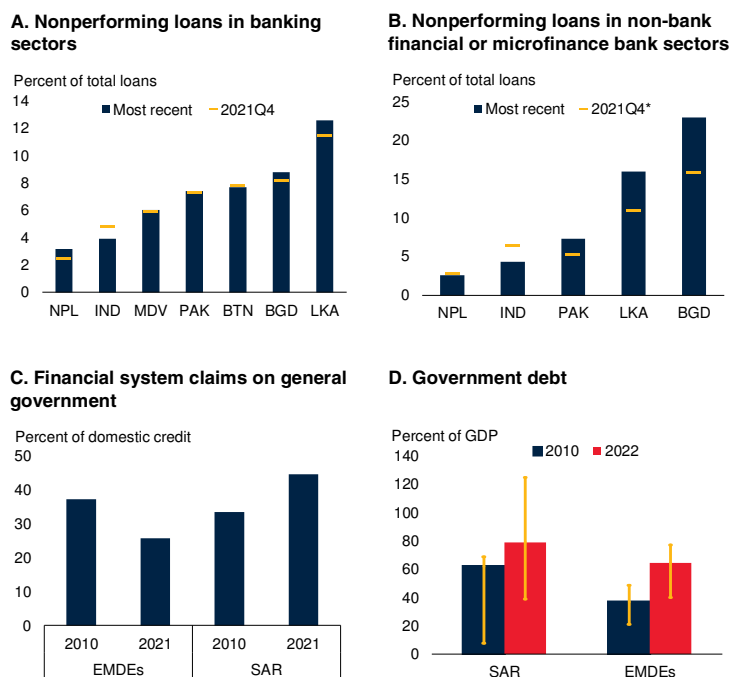 A. Nonperforming loans in banking
sectors
Percent of total loans
14
12
10
8
6
4
2
0
Most recent
2021Q4
NPL IND MDV PAK BTN BGD LKA
B. Nonperforming loans in non-bank
financial or microfinance bank sectors
Percent of total loans
25
20
15
10
5
0
Most recent
2021Q4*
NPL IND PAK LKA BGD
C. Financial system claims on general
government
Percent of domestic credit
50
40
30
20
10
0
2010 2021 2010 2021
EMDEs SAR
D. Government debt
Percent of GDP
140
120
100
80
60
40
20
0
2010
2022
SAR EMDEs